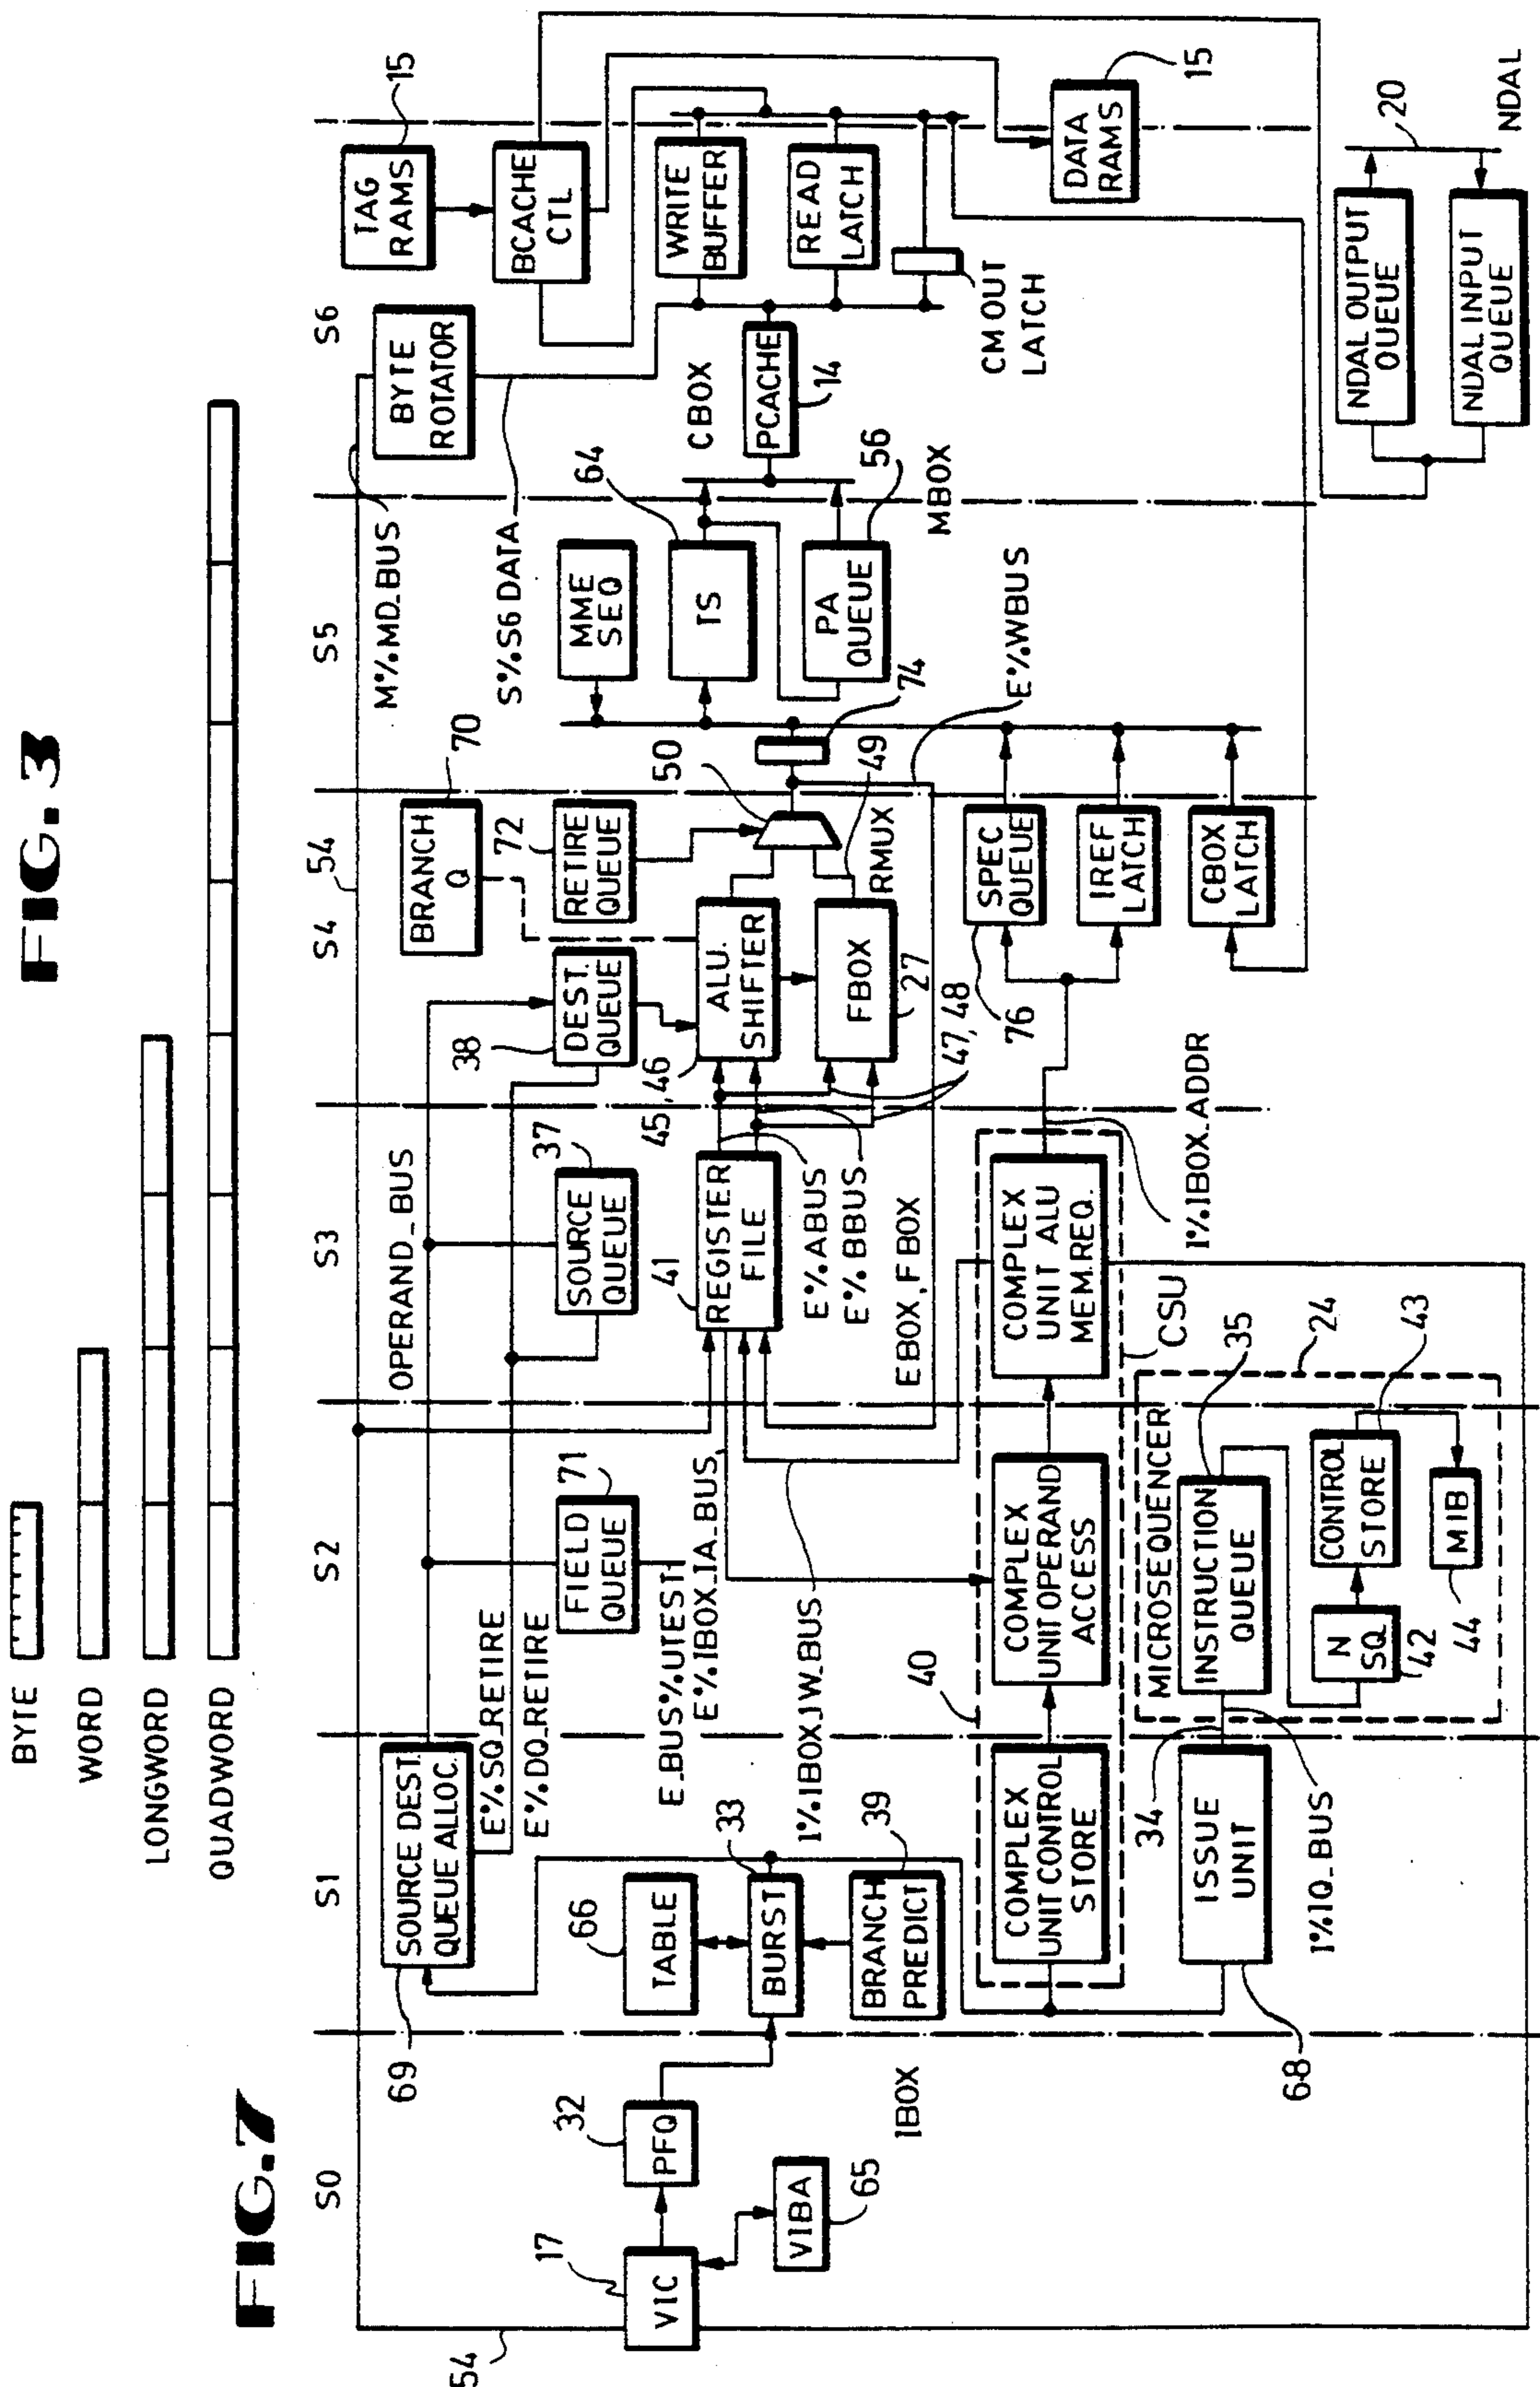 FIG. 3
BYTE
WORD
LONGWORD
QUADWORD
FIG.7
S0
S1
S2
S3
S4
S5
S6
54
54
M%MD_BUS
OPERAND_BUS
69
SOURCE DEST.
QUEUE ALLOC.
E%SQ_RETIRE
E%DQ_RETIRE
FIELD
QUEUE
71
E_BUS%UTEST
E%IBOX_IA_BUS
I%IBOX_IW_BUS
SOURCE
QUEUE
37
38
DEST.
QUEUE
BRANCH
Q
70
72
RETIRE
QUEUE
BYTE
ROTATOR
S%S6 DATA
TAG
RAMS
15
BCACHE
CTL
17
VIC
32
PFQ
VIBA
65
IBOX
66
TABLE
33
BURST
BRANCH
PREDICT
39
41
REGISTER
FILE
E%ABUS
E%BBUS
EBOX, FBOX
45, 46
ALU.
SHIFTER
FBOX
27
47, 48
50
49
RMUX
74
MME
SEQ
64
TS
PA
QUEUE
56
MBOX
E%WBUS
CBOX
PCACHE
14
WRITE
BUFFER
READ
LATCH
CM OUT
LATCH
DATA
RAMS
15
40
COMPLEX
UNIT CONTROL
STORE
COMPLEX
UNIT OPERAND
ACCESS
COMPLEX
UNIT ALU
MEM.REQ.
CSU
I%IBOX_ADDR
76
SPEC
QUEUE
IREF
LATCH
CBOX
LATCH
68
ISSUE
UNIT
34
I%IQ_BUS
MICROSEQUENCER
INSTRUCTION
QUEUE
35
24
N
SQ
42
CONTROL
STORE
43
MIB
44
NDAL OUTPUT
QUEUE
NDAL INPUT
QUEUE
20
NDAL